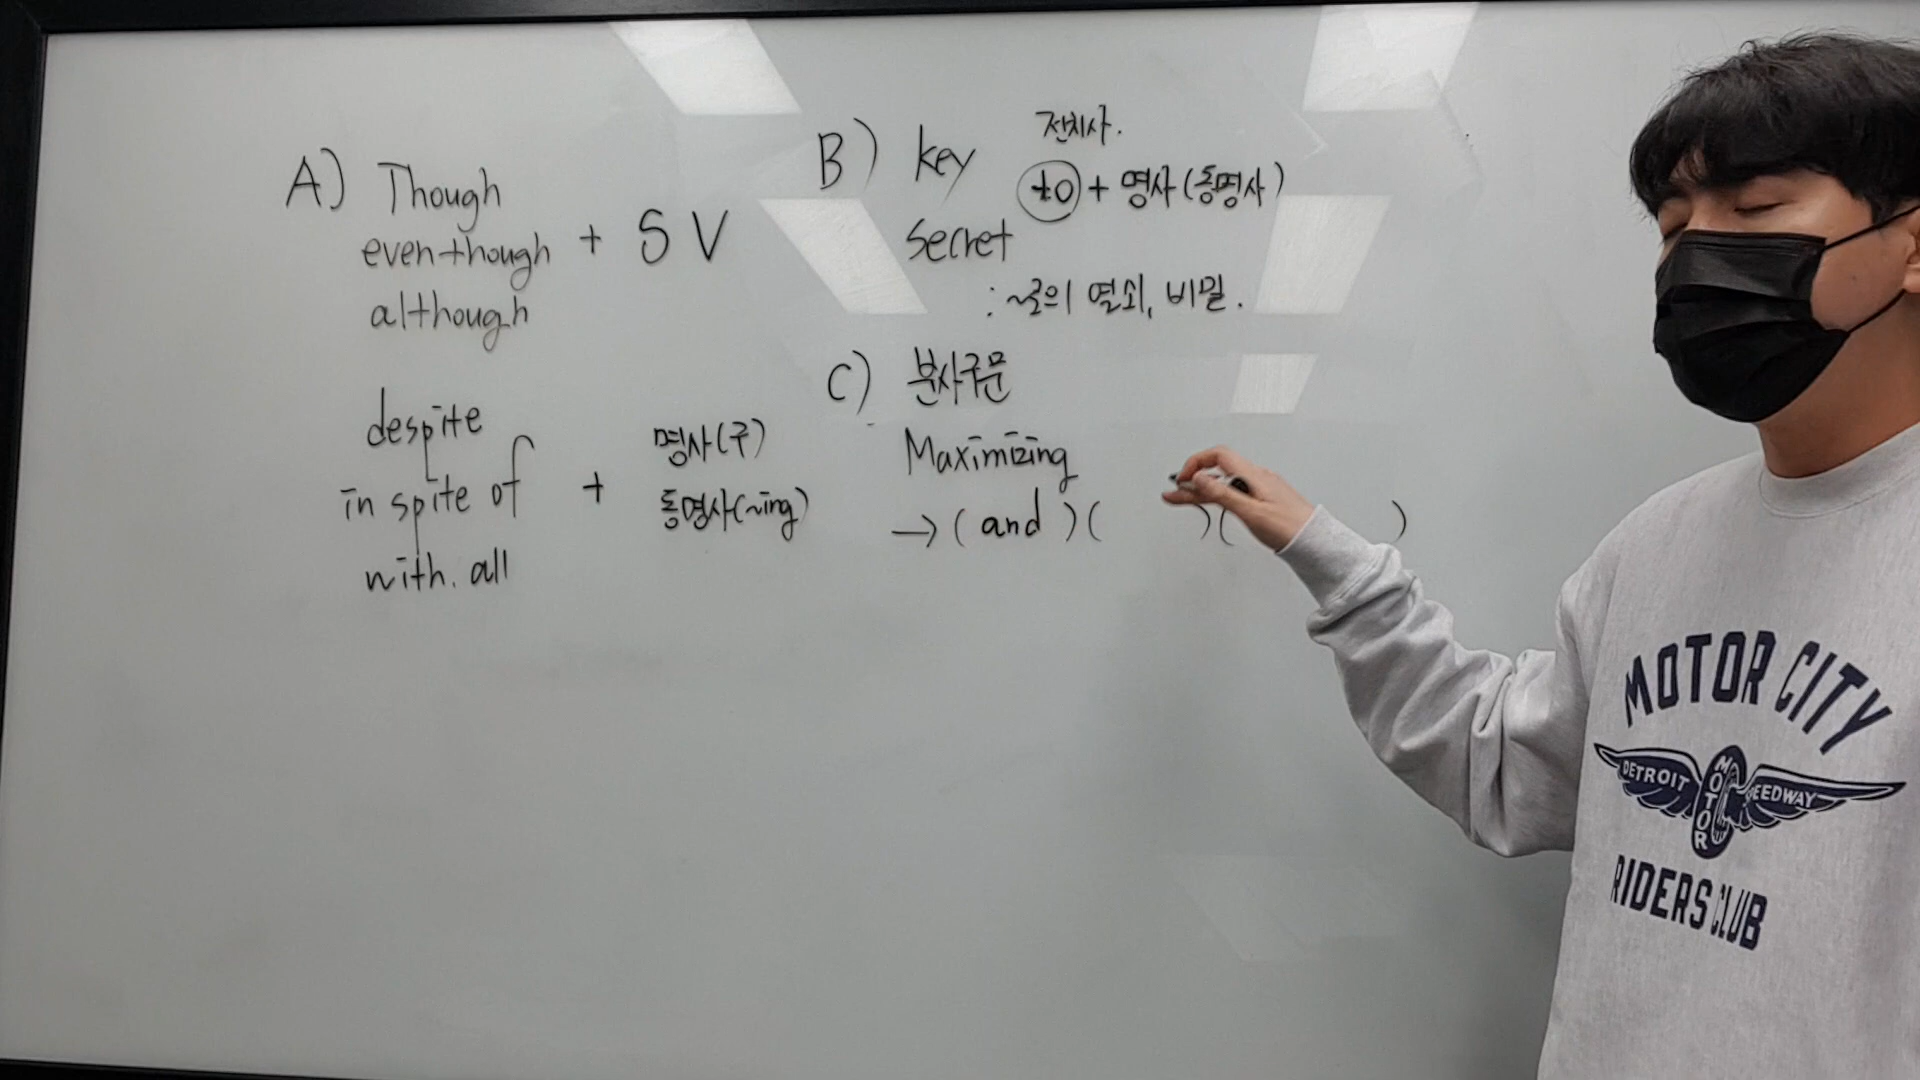 A) Though
even though + S V
although
despite
in spite of + 명사(구)
동명사(~ing)
with. all
B) key
전치사.
to + 명사(동명사)
secret
: ~로의 열쇠, 비밀.
C) 분사구문
Maximizing
→ ( and ) ( ) ( )
MOTOR CITY
DETROIT MOTOR SPEEDWAY
RIDERS CLUB